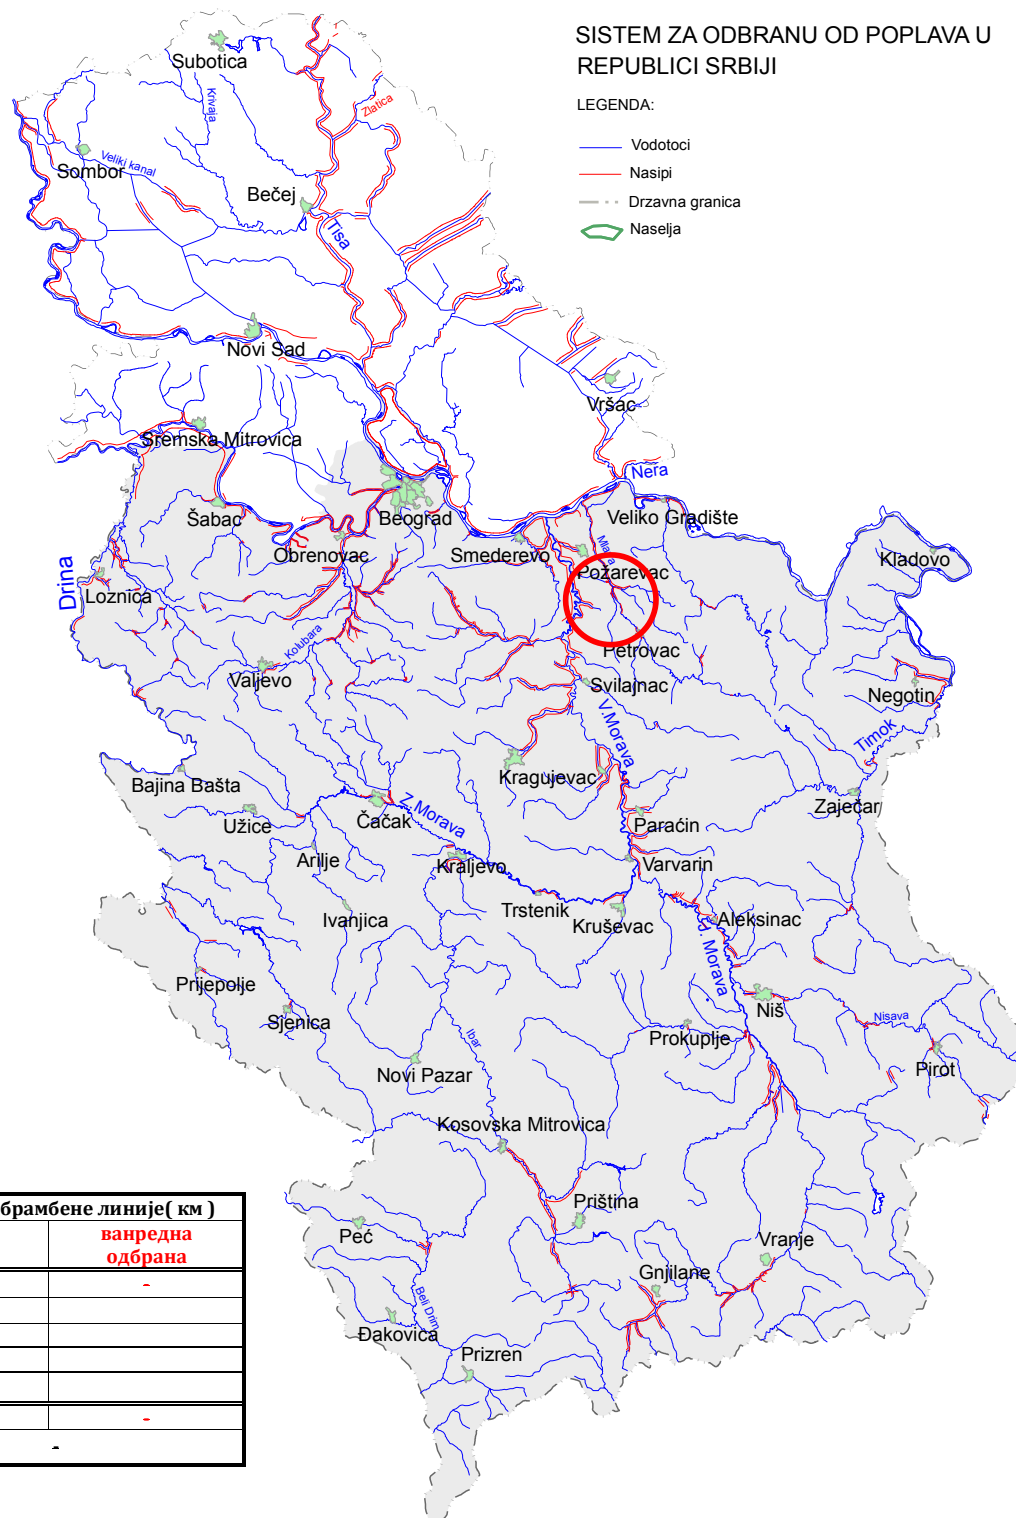 SISTEM ZA ODBRANU OD POPLAVA U
REPUBLICI SRBIJI
LEGENDA:
Vodotoci
Nasipi
Drzavna granica
Naselja
Subotica
Krivaja
Zlatica
Sombor
Veliki kanal
Bečej
Tisa
Novi Sad
Vršac
Sremska Mitrovica
Nera
Šabac
Beograd
Veliko Gradište
Obrenovac
Smederevo
Kladovo
Drina
Loznica
Požarevac
Kolubara
Petrovac
Valjevo
Svilajnac
Negotin
V.Morava
Timok
Bajina Bašta
Kragujevac
Užice
Čačak
Z.Morava
Zaječar
Paraćin
Arilje
Kraljevo
Varvarin
Ivanjica
Trstenik
Kruševac
Aleksinac
J. Morava
Prijepolje
Sjenica
Niš
Nisava
Ibar
Prokuplje
Pirot
Novi Pazar
Kosovska Mitrovica
Priština
Peć
Vranje
Gnjilane
Beli Drim
Đakovica
Prizren
брамбене линије( км )
ванредна
одбрана
-
-
-